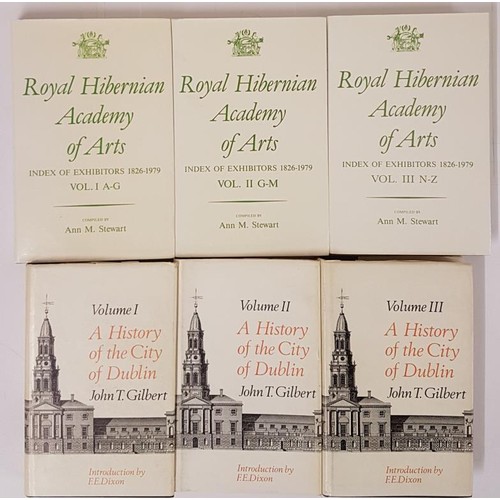 Royal Hibernian
Academy
of Arts
INDEX OF EXHIBITORS 1826-1979
VOL. I A-G
COMPILED BY
Ann M. Stewart
Royal Hibernian
Academy
of Arts
INDEX OF EXHIBITORS 1826-1979
VOL. II G-M
COMPILED BY
Ann M. Stewart
Royal Hibernian
Academy
of Arts
INDEX OF EXHIBITORS 1826-1979
VOL. III N-Z
COMPILED BY
Ann M. Stewart
Volume I
A History
of the City
of Dublin
John T. Gilbert
Introduction by
F.E. Dixon
Volume II
A History
of the City
of Dublin
John T. Gilbert
Introduction by
F.E. Dixon
Volume III
A History
of the City
of Dublin
John T. Gilbert
Introduction by
F.E. Dixon